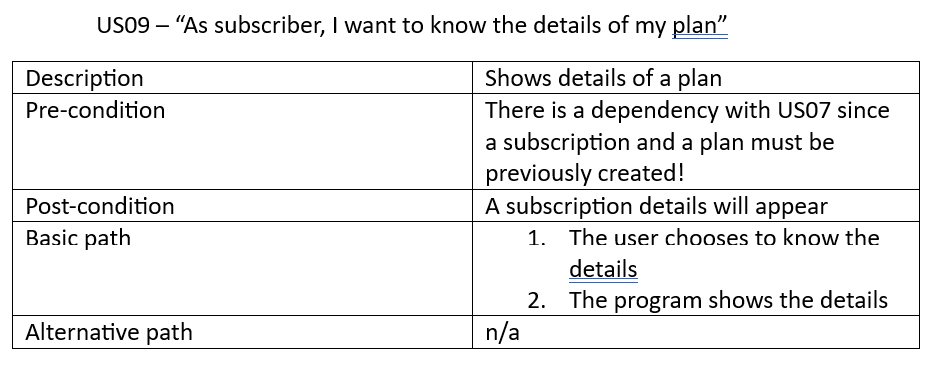 US09 – “As subscriber, I want to know the details of my plan”
Description
Shows details of a plan
Pre-condition
There is a dependency with US07 since
a subscription and a plan must be
previously created!
Post-condition
A subscription details will appear
Basic path
1. The user chooses to know the
details
2. The program shows the details
Alternative path
n/a